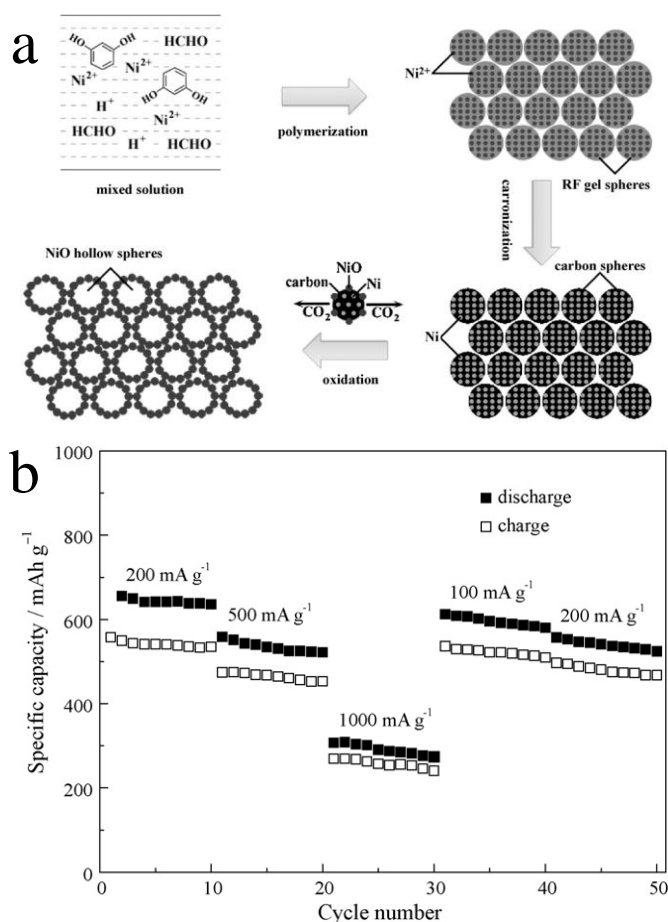 a
HO
OH
HCHO
Ni2+
Ni2+
HO
OH
H+
Ni2+
HCHO
H+
HCHO
mixed solution
polymerization
Ni2+
RF gel spheres
carronization
NiO hollow spheres
NiO
carbon
Ni
CO2
CO2
oxidation
carbon spheres
Ni
b
1000
800
600
400
200
0
Specific capacity / mAh g-1
discharge
charge
200 mA g-1
500 mA g-1
1000 mA g-1
100 mA g-1
200 mA g-1
0
10
20
30
40
50
Cycle number